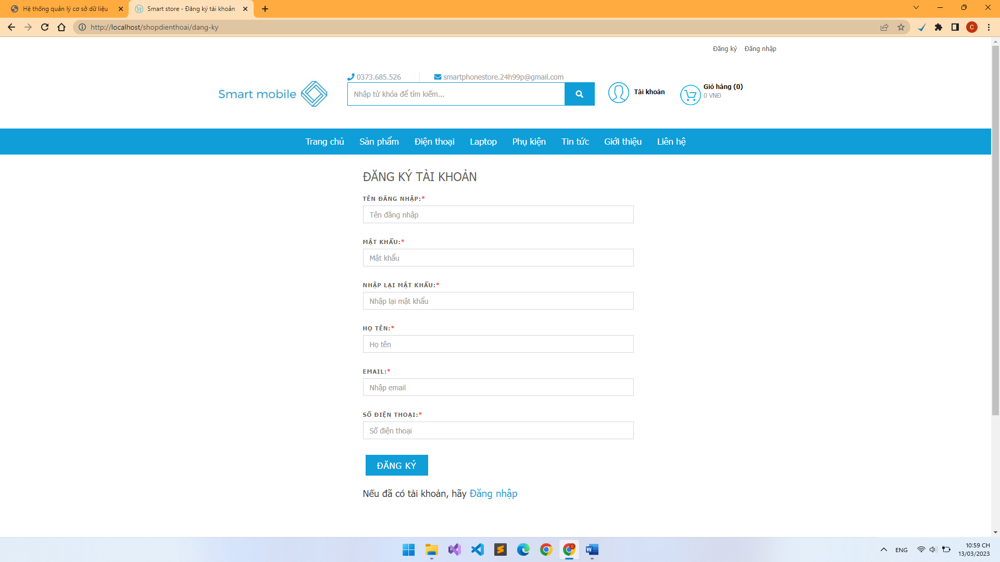 Hệ thống quản lý cơ sở dữ liệu
Smart store - Đăng ký tài khoản
http://localhost/shopdienthoai/dang-ky
C
Đăng ký Đăng nhập
0373.685.526 smartphonestore.24h99p@gmail.com
Smart mobile
Nhập từ khóa để tìm kiếm...
Tài khoản
Giỏ hàng (0)
0 VNĐ
Trang chủ Sản phẩm Điện thoại Laptop Phụ kiện Tin tức Giới thiệu Liên hệ
ĐĂNG KÝ TÀI KHOẢN
TÊN ĐĂNG NHẬP:*
Tên đăng nhập
MẬT KHẨU:*
Mật khẩu
NHẬP LẠI MẬT KHẨU:*
Nhập lại mật khẩu
HỌ TÊN:*
Họ tên
EMAIL:*
Nhập email
SỐ ĐIỆN THOẠI:*
Số điện thoại
ĐĂNG KÝ
Nếu đã có tài khoản, hãy Đăng nhập
ENG
10:59 CH
13/03/2023